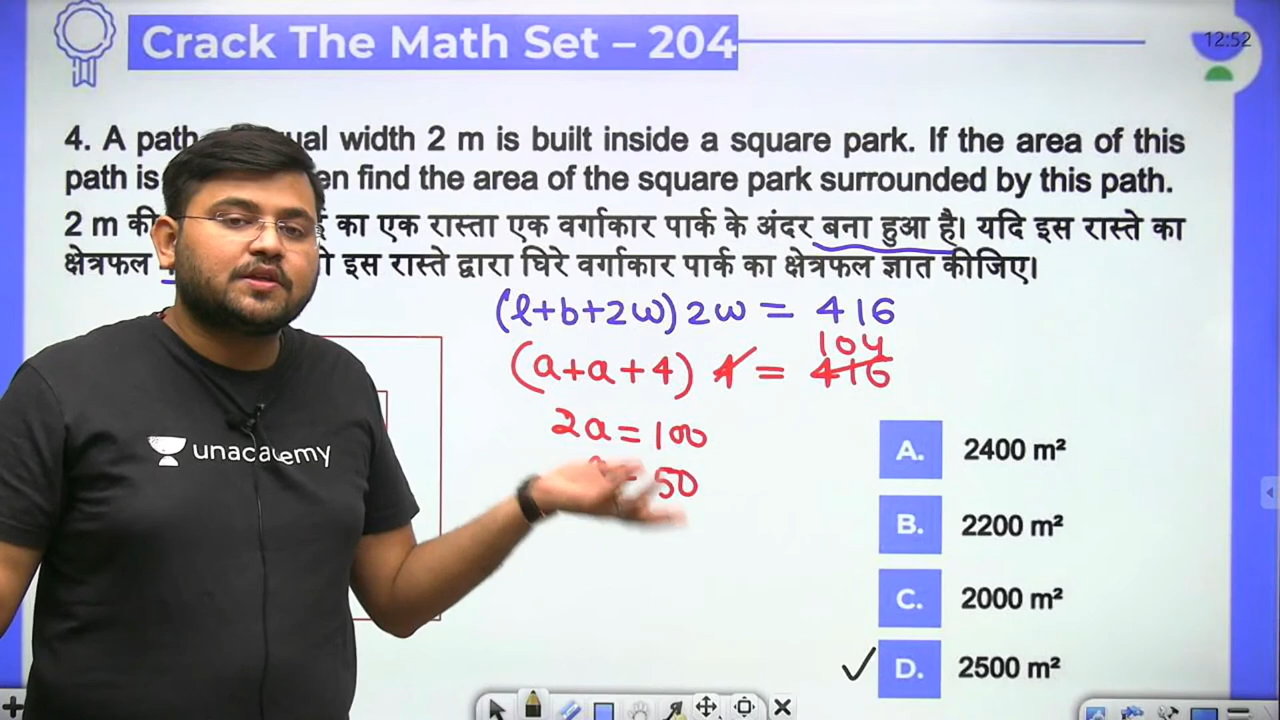 Crack The Math Set – 204
12:52
4. A path width 2 m is built inside a square park. If the area of this
path is find the area of the square park surrounded by this path.
2 m की का एक रास्ता एक वर्गाकार पार्क के अंदर बना हुआ है। यदि इस रास्ते का
क्षेत्रफल इस रास्ते द्वारा घिरे वर्गाकार पार्क का क्षेत्रफल ज्ञात कीजिए।
(l+b+2w) 2w = 416
104
(a+a+4) 4 = 416
2a = 100
50
unacademy
A. 2400 m²
B. 2200 m²
C. 2000 m²
D. 2500 m²